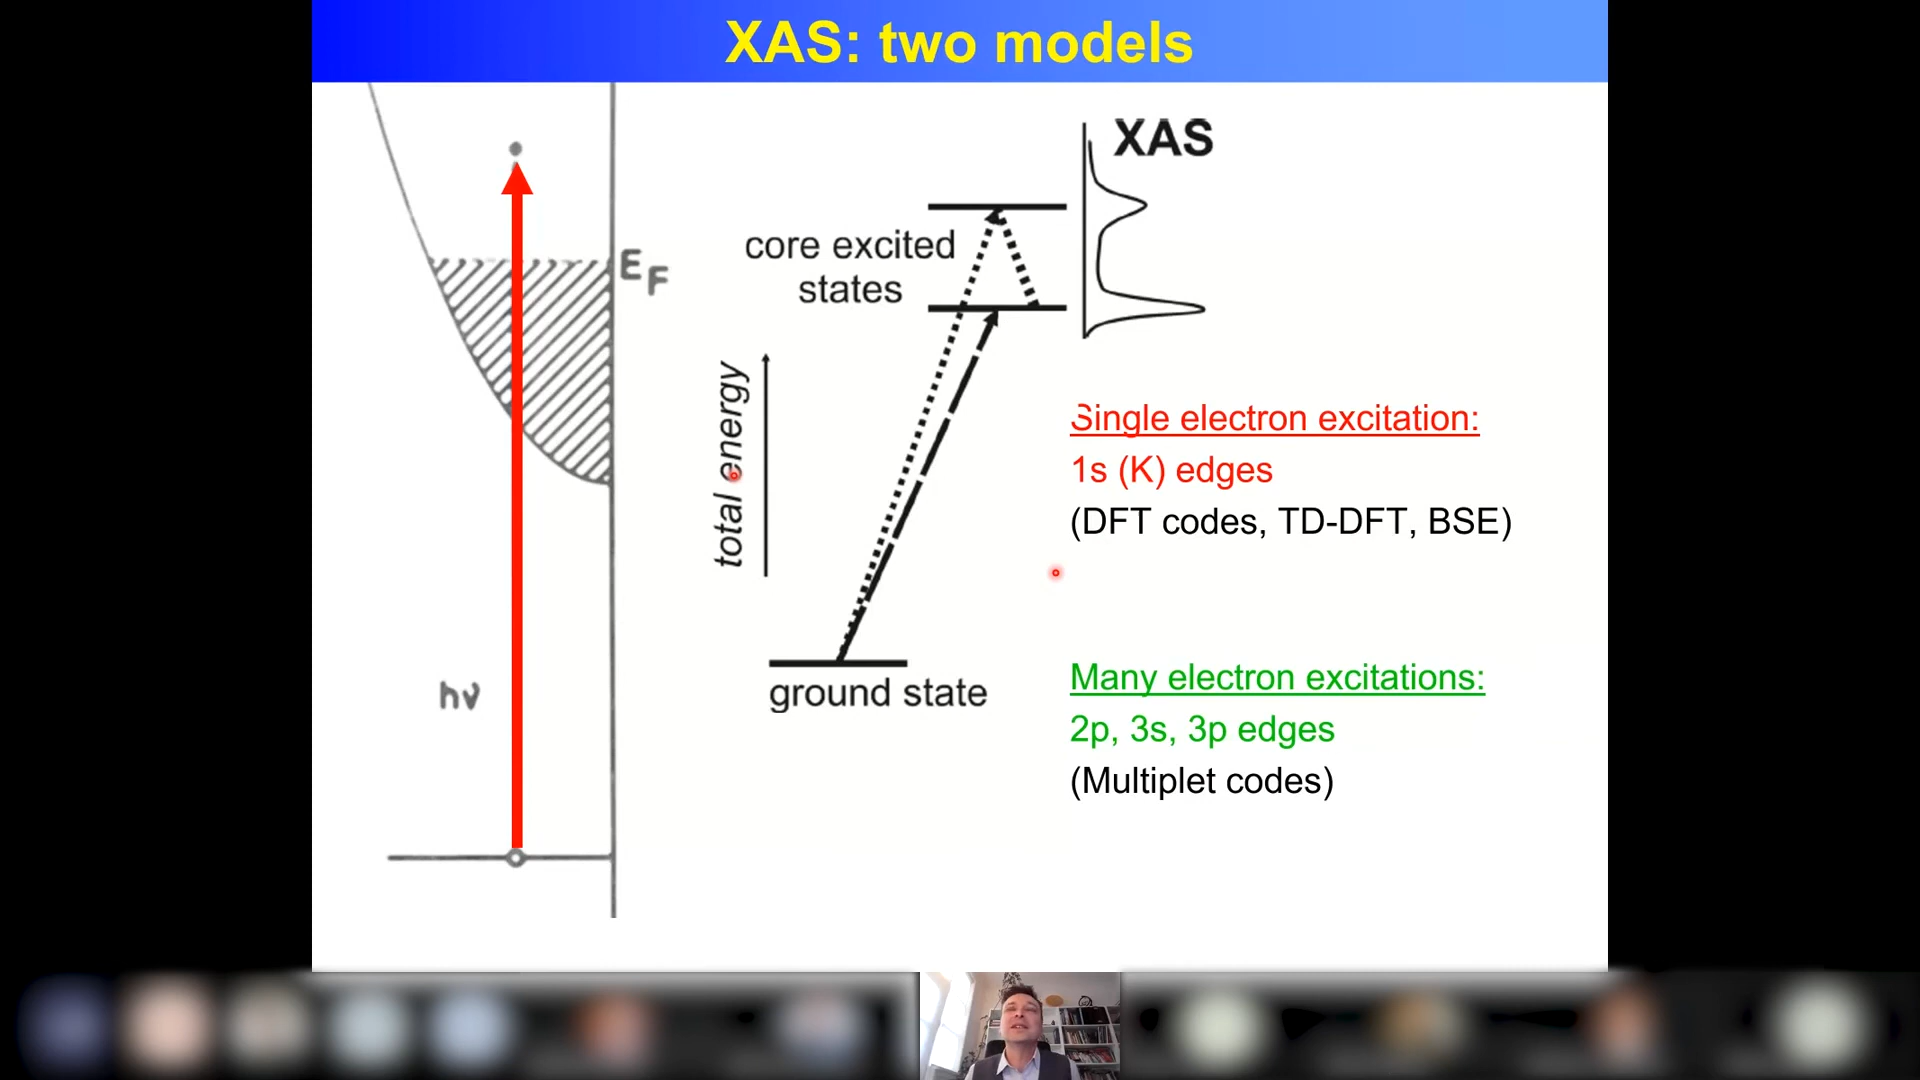 XAS: two models
E_F
hν
XAS
core excited
states
total energy
ground state
Single electron excitation:
1s (K) edges
(DFT codes, TD-DFT, BSE)
Many electron excitations:
2p, 3s, 3p edges
(Multiplet codes)